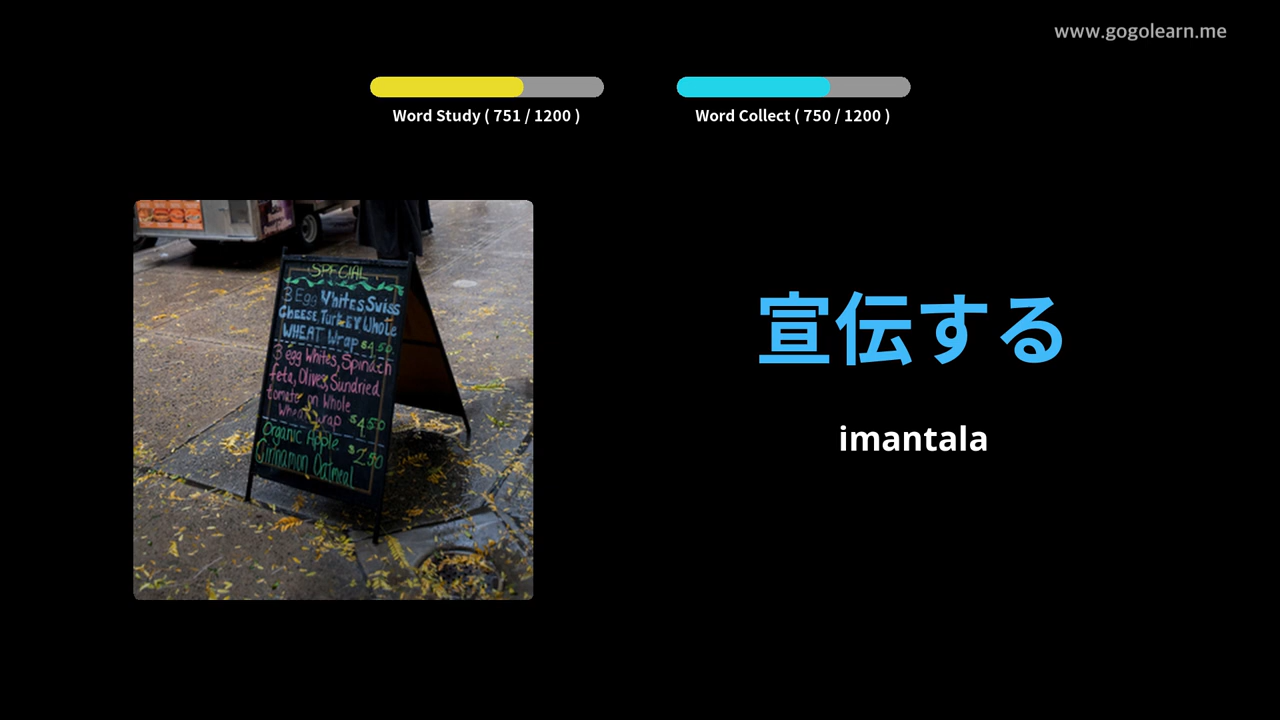 www.gogolearn.me
Word Study ( 751 / 1200 )
Word Collect ( 750 / 1200 )
SPECIAL
3 Egg Whites, Swiss
Cheese, Turkey Whole
WHEAT Wrap $4.50
3 egg Whites, Spinach
feta, Olives, Sundried
tomato on Whole
Wheat Wrap $4.50
Organic Apple
Cinnamon Oatmeal $2.50
宣伝する
imantala